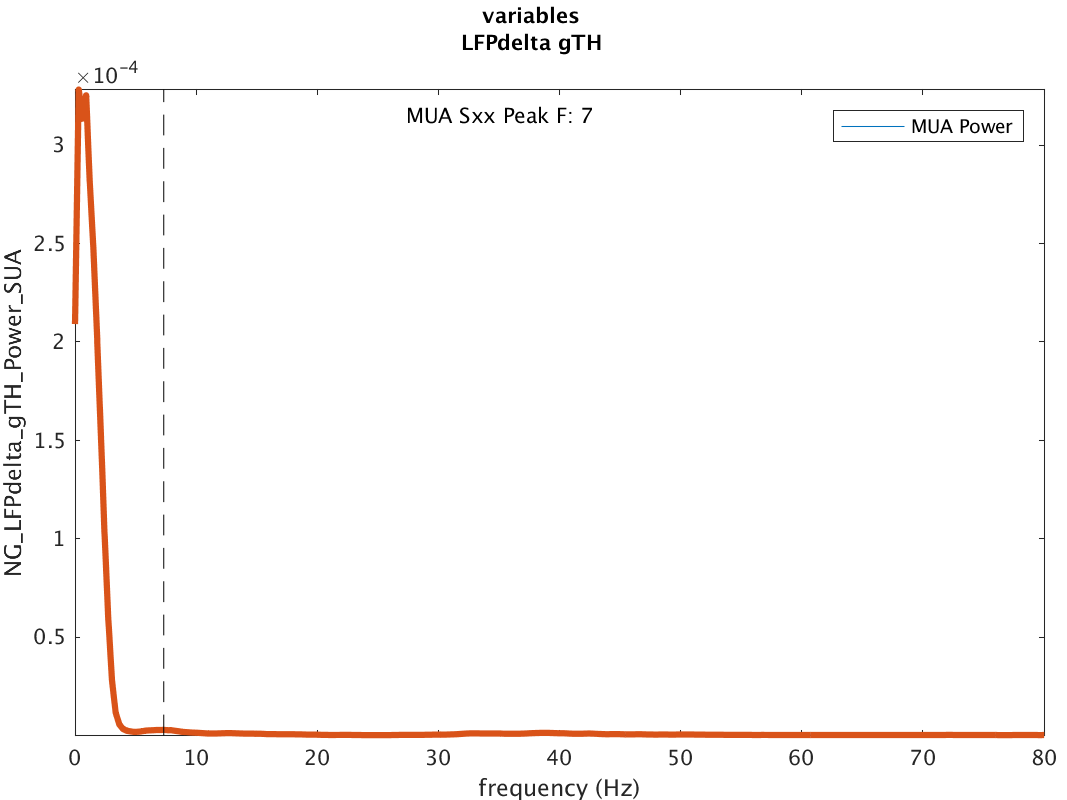 variables
LFPdelta gTH
×10⁻⁴
MUA Sxx Peak F: 7
MUA Power
3
2.5
2
1.5
1
0.5
NG_LFPdelta_gTH_Power_SUA
0 10 20 30 40 50 60 70 80
frequency (Hz)